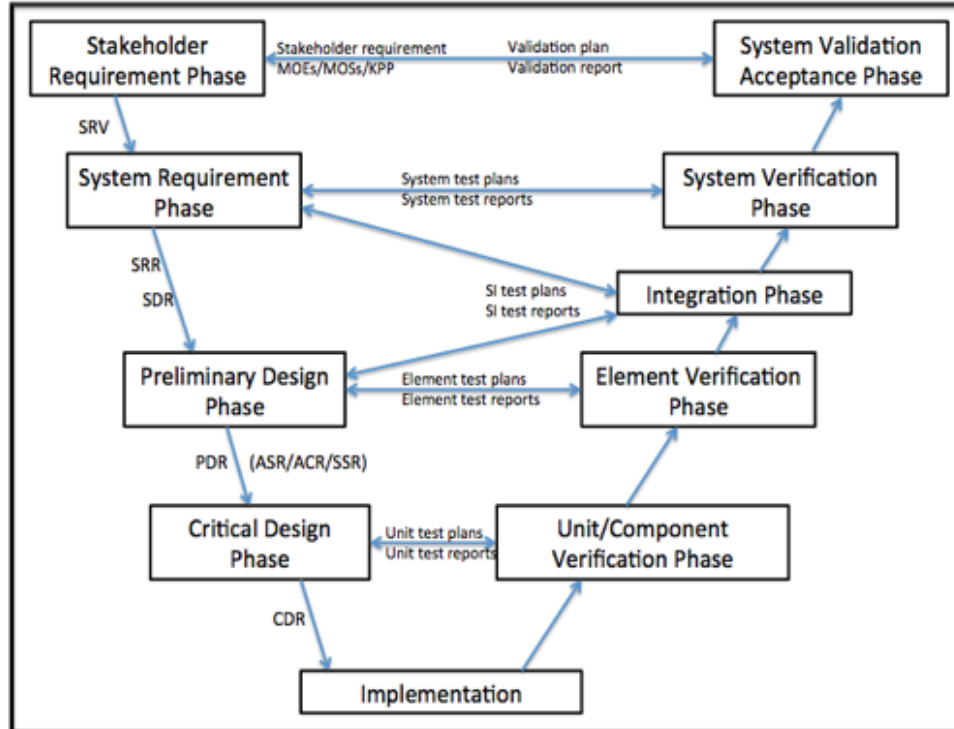 Stakeholder
Requirement Phase
Stakeholder requirement
MOEs/MOSs/KPP
Validation plan
Validation report
System Validation
Acceptance Phase
SRV
System Requirement
Phase
System test plans
System test reports
System Verification
Phase
SRR
SDR
SI test plans
SI test reports
Integration Phase
Preliminary Design
Phase
Element test plans
Element test reports
Element Verification
Phase
PDR (ASR/ACR/SSR)
Critical Design
Phase
Unit test plans
Unit test reports
Unit/Component
Verification Phase
CDR
Implementation